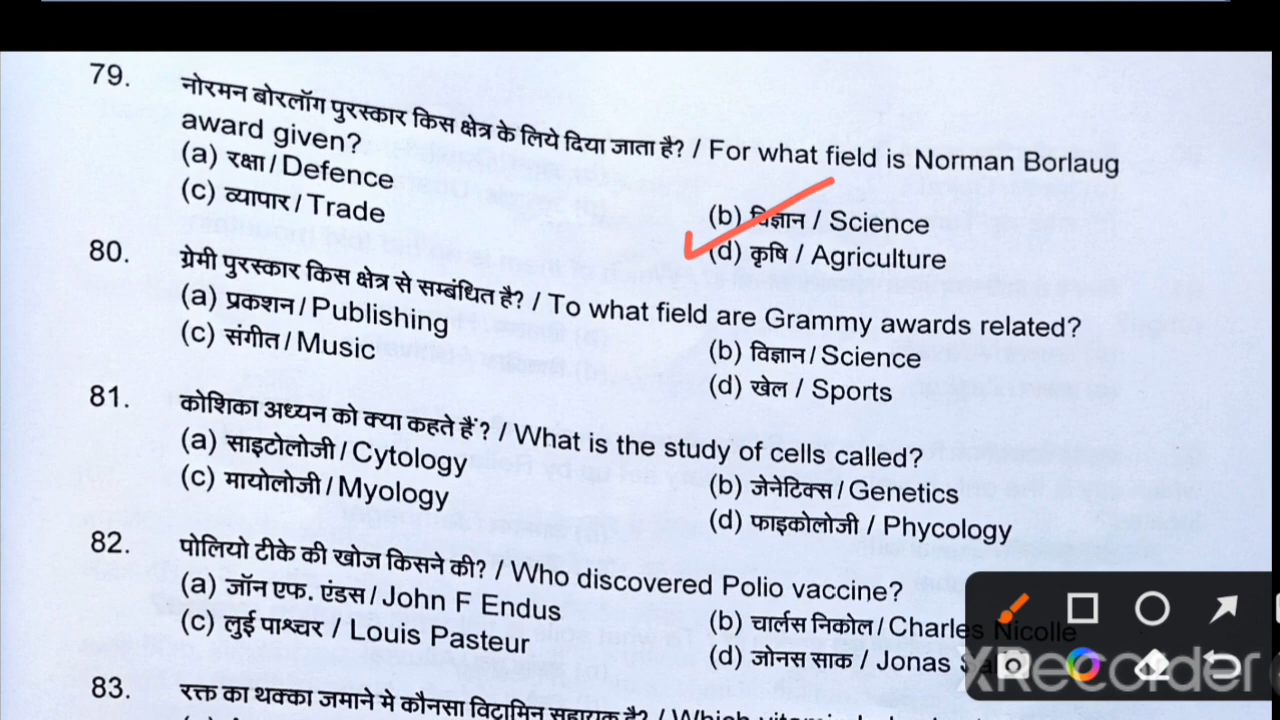 79. नोरमन बोरलॉग पुरस्कार किस क्षेत्र के लिये दिया जाता है? / For what field is Norman Borlaug
award given?
(a) रक्षा / Defence
(b) विज्ञान / Science
(c) व्यापार / Trade
(d) कृषि / Agriculture
80. ग्रेमी पुरस्कार किस क्षेत्र से सम्बंधित है? / To what field are Grammy awards related?
(a) प्रकशन / Publishing
(b) विज्ञान / Science
(c) संगीत / Music
(d) खेल / Sports
81. कोशिका अध्यन को क्या कहते हैं? / What is the study of cells called?
(a) साइटोलोजी / Cytology
(b) जेनेटिक्स / Genetics
(c) मायोलोजी / Myology
(d) फाइकोलोजी / Phycology
82. पोलियो टीके की खोज किसने की? / Who discovered Polio vaccine?
(a) जॉन एफ. एंडस / John F Endus
(b) चार्लस निकोल / Charles Nicolle
(c) लुई पाश्चर / Louis Pasteur
(d) जोनस साक / Jonas
XRecorder
83. रक्त का थक्का जमाने मे कौनसा विटामिन सहायक है? / Which